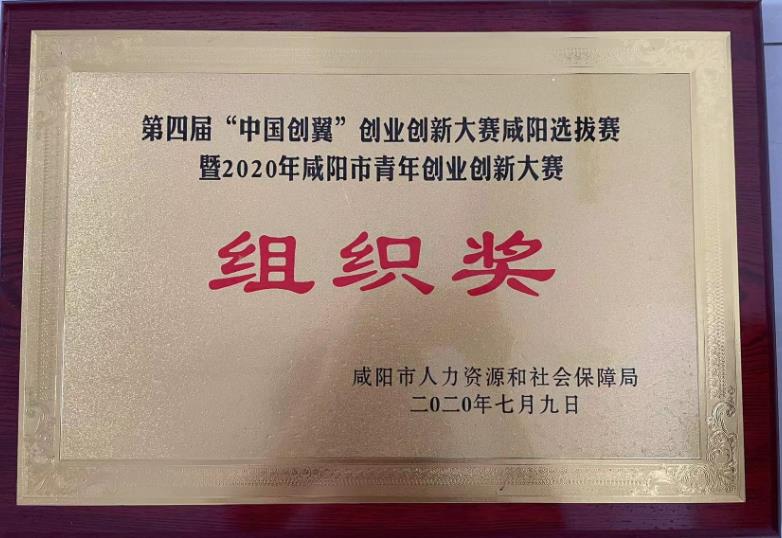 第四届“中国创翼”创业创新大赛咸阳选拔赛
暨2020年咸阳市青年创业创新大赛
组织奖
咸阳市人力资源和社会保障局
二〇二〇年七月九日